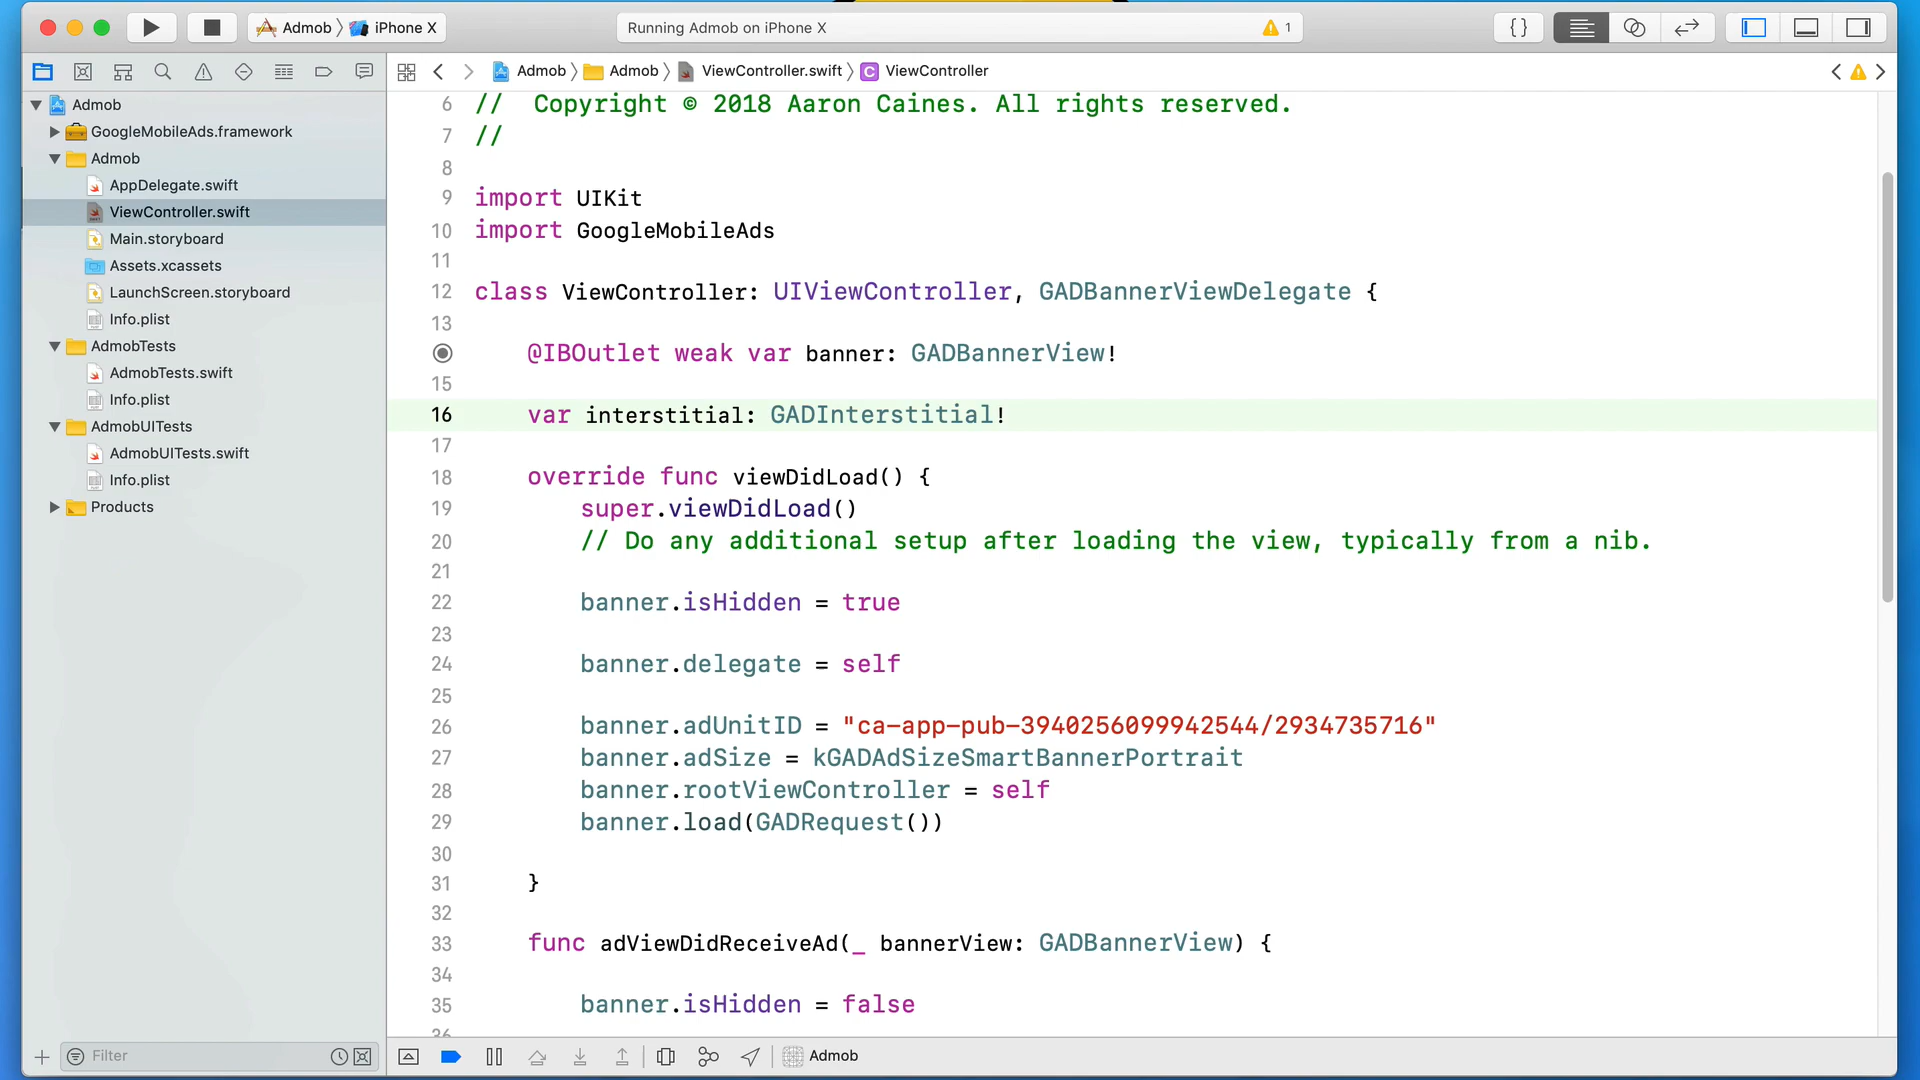 Admob
iPhone X
Running Admob on iPhone X
1
{ }
Admob
Admob
ViewController.swift
C
ViewController
Admob
GoogleMobileAds.framework
Admob
AppDelegate.swift
ViewController.swift
Main.storyboard
Assets.xcassets
LaunchScreen.storyboard
Info.plist
AdmobTests
AdmobTests.swift
Info.plist
AdmobUITests
AdmobUITests.swift
Info.plist
Products
Filter
6 // Copyright © 2018 Aaron Caines. All rights reserved.
7 //
8
9 import UIKit
10 import GoogleMobileAds
11
12 class ViewController: UIViewController, GADBannerViewDelegate {
13
@IBOutlet weak var banner: GADBannerView!
15
16 var interstitial: GADInterstitial!
17
18 override func viewDidLoad() {
19 super.viewDidLoad()
20 // Do any additional setup after loading the view, typically from a nib.
21
22 banner.isHidden = true
23
24 banner.delegate = self
25
26 banner.adUnitID = "ca-app-pub-3940256099942544/2934735716"
27 banner.adSize = kGADAdSizeSmartBannerPortrait
28 banner.rootViewController = self
29 banner.load(GADRequest())
30
31 }
32
33 func adViewDidReceiveAd(_ bannerView: GADBannerView) {
34
35 banner.isHidden = false
36
Admob